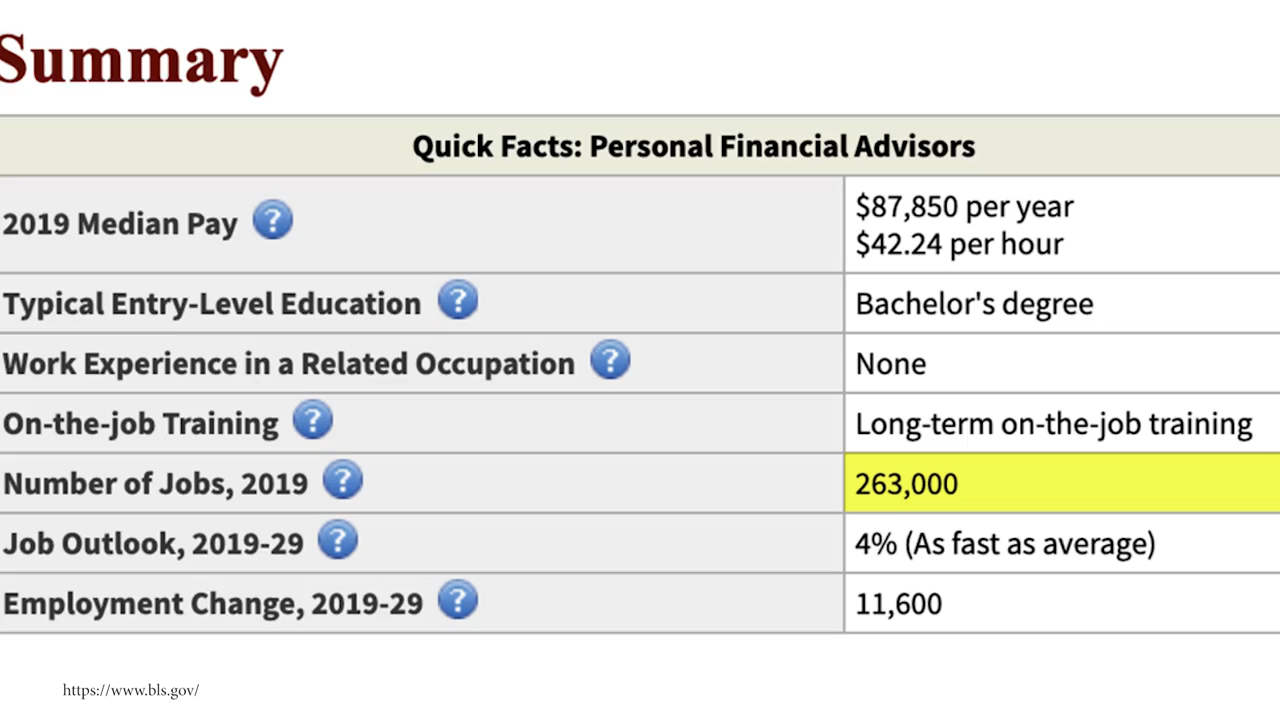 Summary
Quick Facts: Personal Financial Advisors
2019 Median Pay ?
$87,850 per year
$42.24 per hour
Typical Entry-Level Education ?
Bachelor's degree
Work Experience in a Related Occupation ?
None
On-the-job Training ?
Long-term on-the-job training
Number of Jobs, 2019 ?
263,000
Job Outlook, 2019-29 ?
4% (As fast as average)
Employment Change, 2019-29 ?
11,600
https://www.bls.gov/